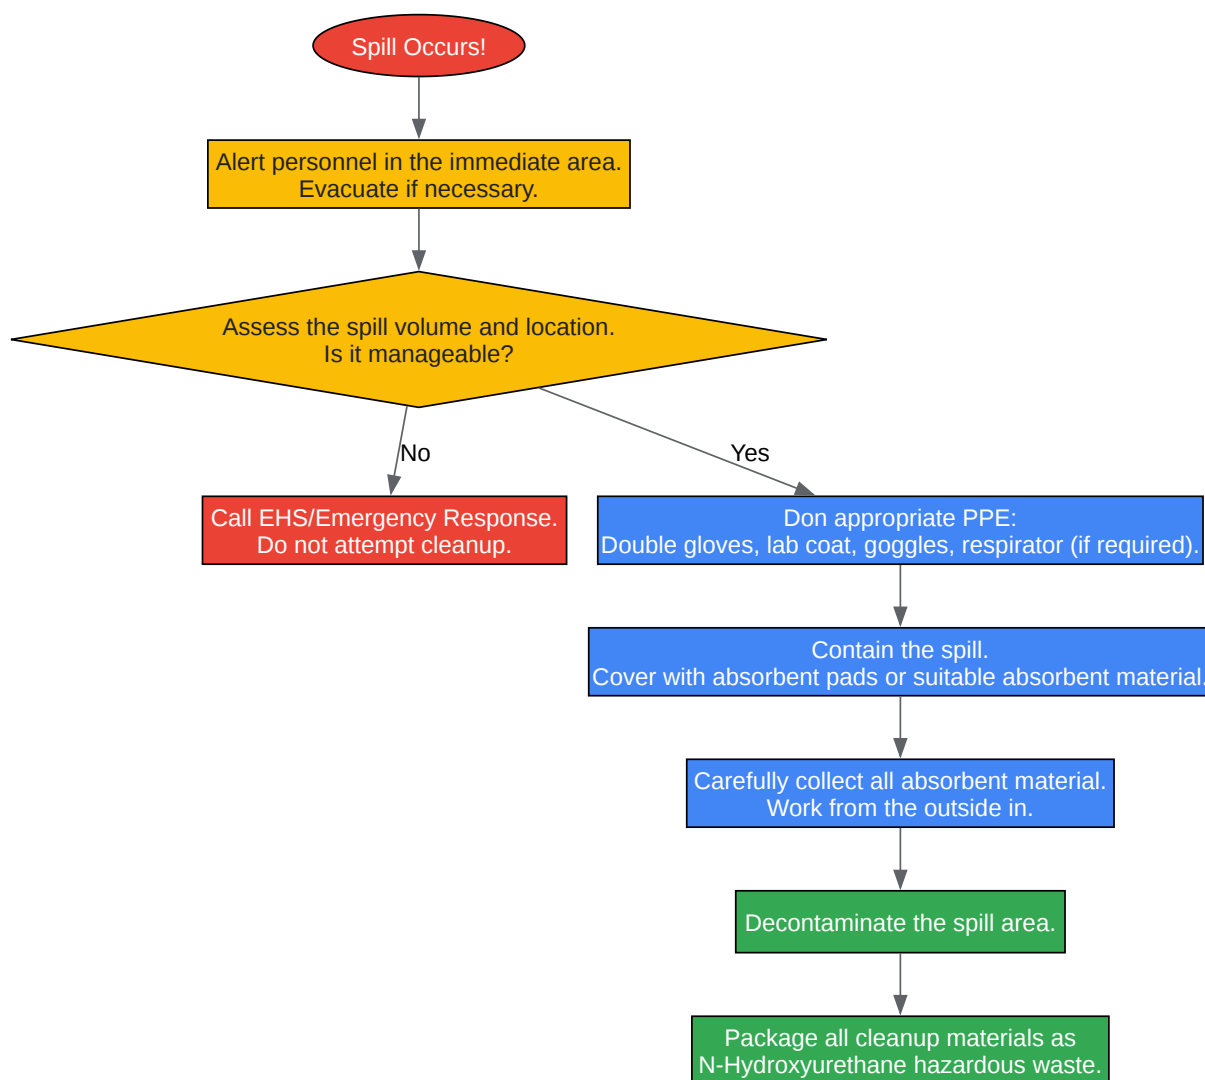 Spill Occurs!
Alert personnel in the immediate area.
Evacuate if necessary.
Assess the spill volume and location.
Is it manageable?
No
Yes
Call EHS/Emergency Response.
Do not attempt cleanup.
Don appropriate PPE:
Double gloves, lab coat, goggles, respirator (if required).
Contain the spill.
Cover with absorbent pads or suitable absorbent material.
Carefully collect all absorbent material.
Work from the outside in.
Decontaminate the spill area.
Package all cleanup materials as
N-Hydroxyurethane hazardous waste.